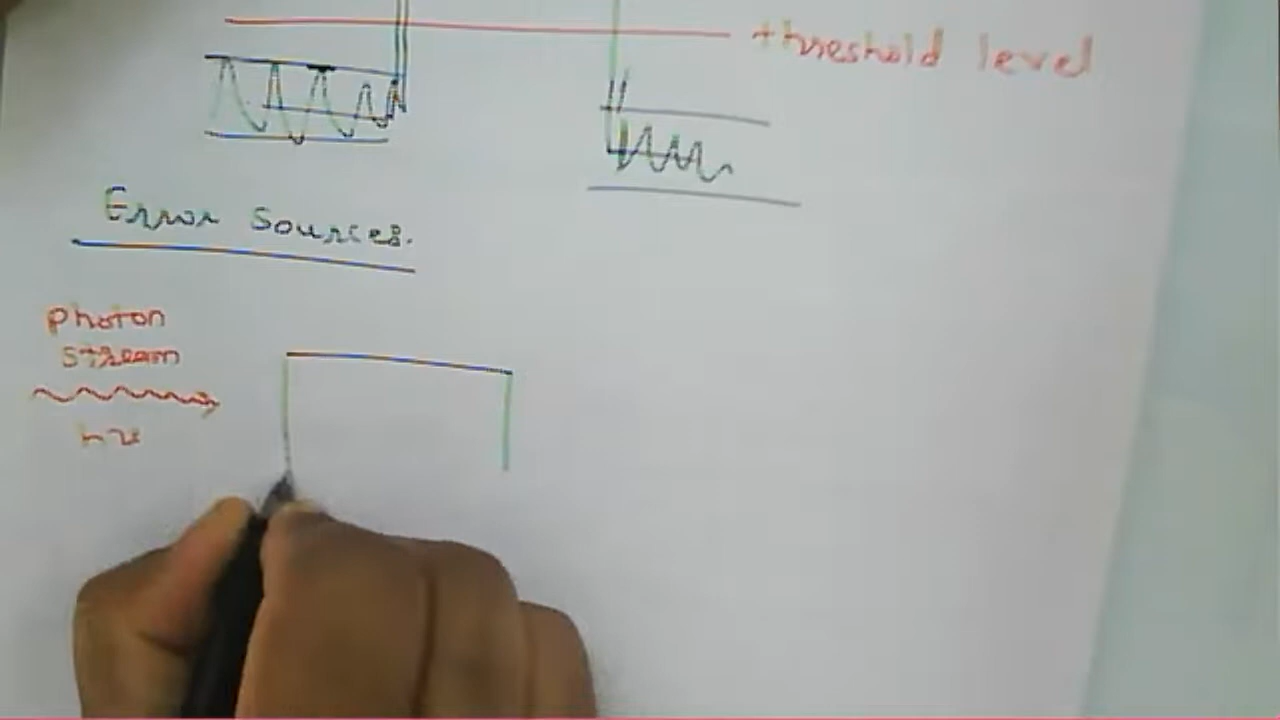 threshold level
Error Sources.
Photon
stream
hν